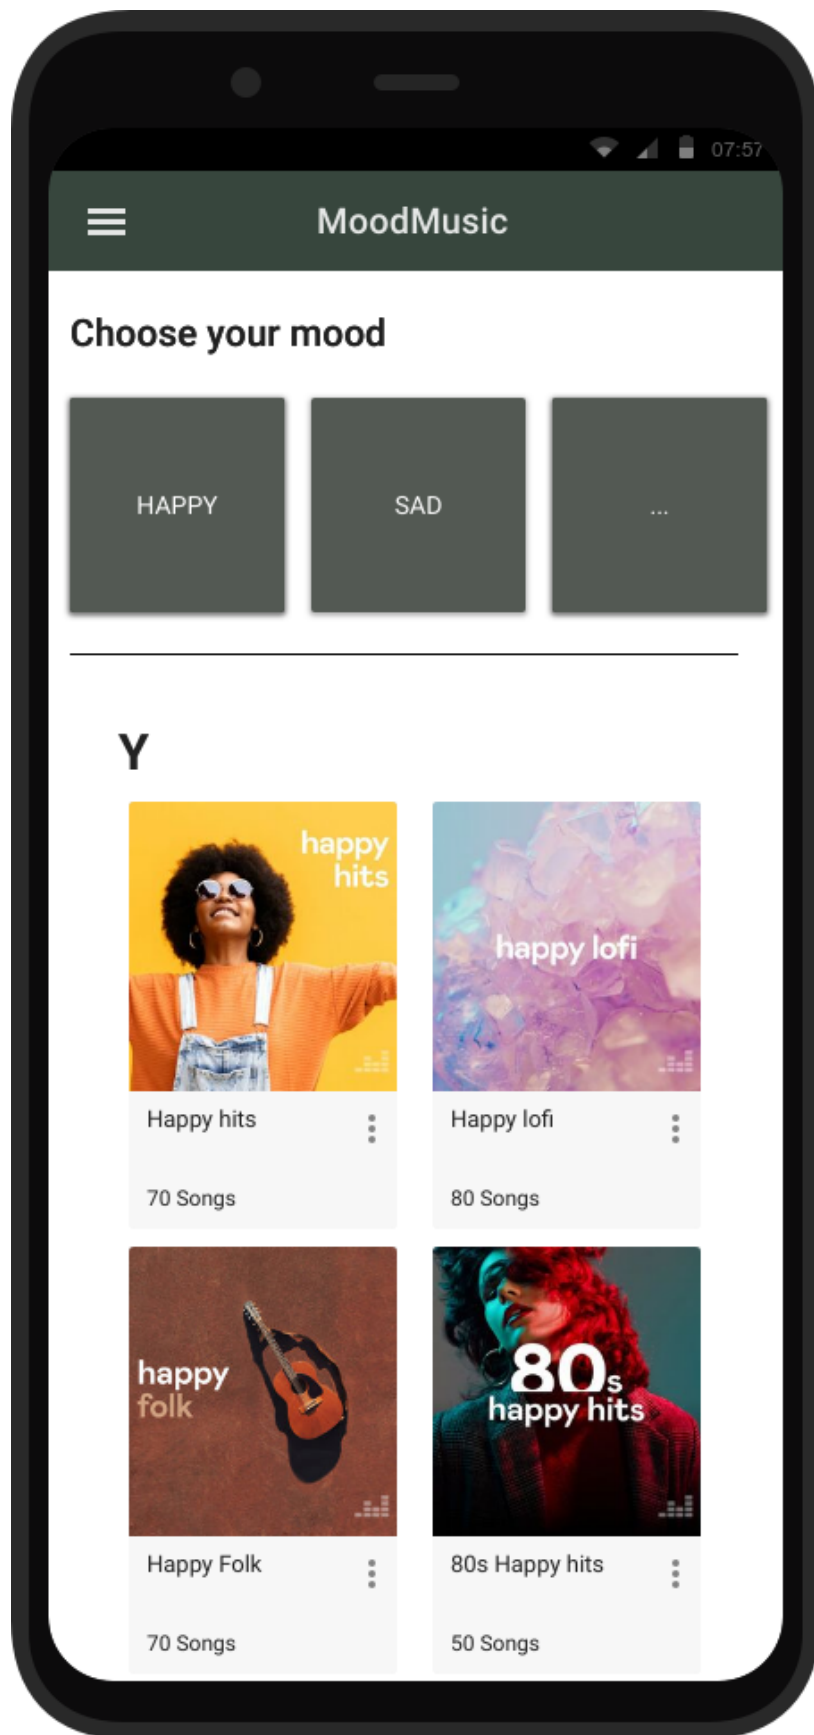 07:57
MoodMusic
Choose your mood
HAPPY
SAD
...
Y
happy
hits
happy lofi
Happy hits
70 Songs
Happy lofi
80 Songs
happy
folk
80s
happy hits
Happy Folk
70 Songs
80s Happy hits
50 Songs